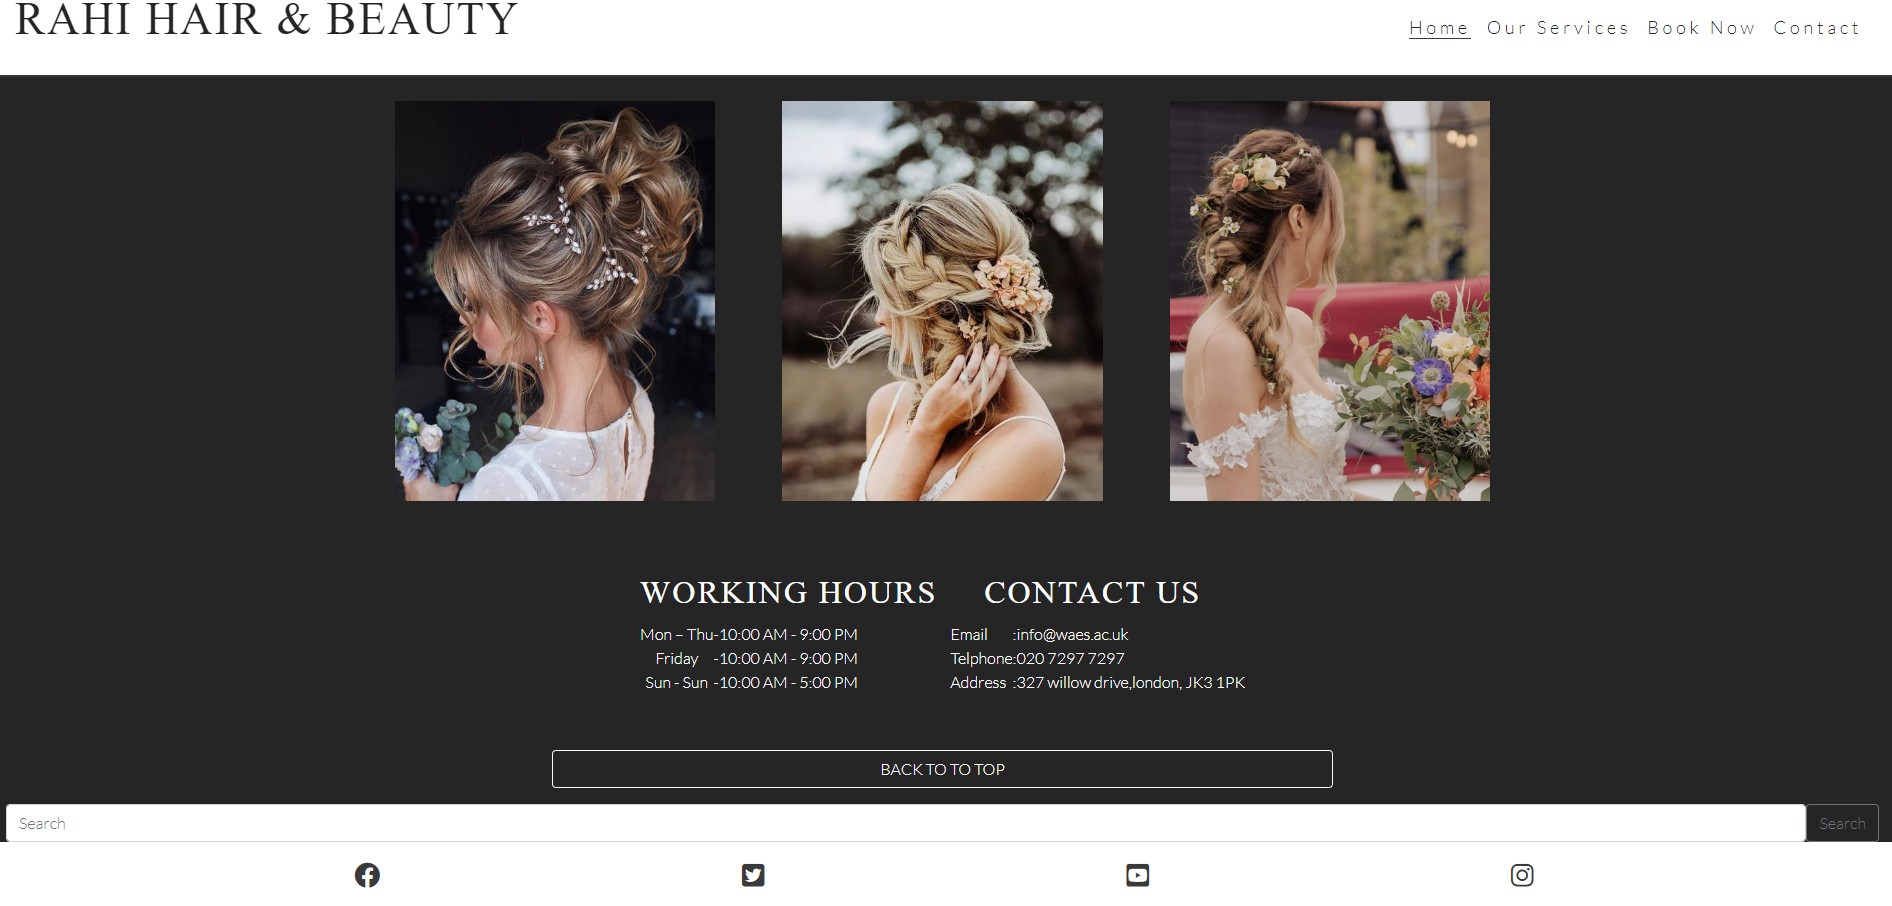 RAHI HAIR & BEAUTY
Home Our Services Book Now Contact
WORKING HOURS
Mon – Thu-10:00 AM - 9:00 PM
Friday -10:00 AM - 9:00 PM
Sun - Sun -10:00 AM - 5:00 PM
CONTACT US
Email :info@waes.ac.uk
Telphone:020 7297 7297
Address :327 willow drive,london, JK3 1PK
BACK TO TO TOP
Search Search